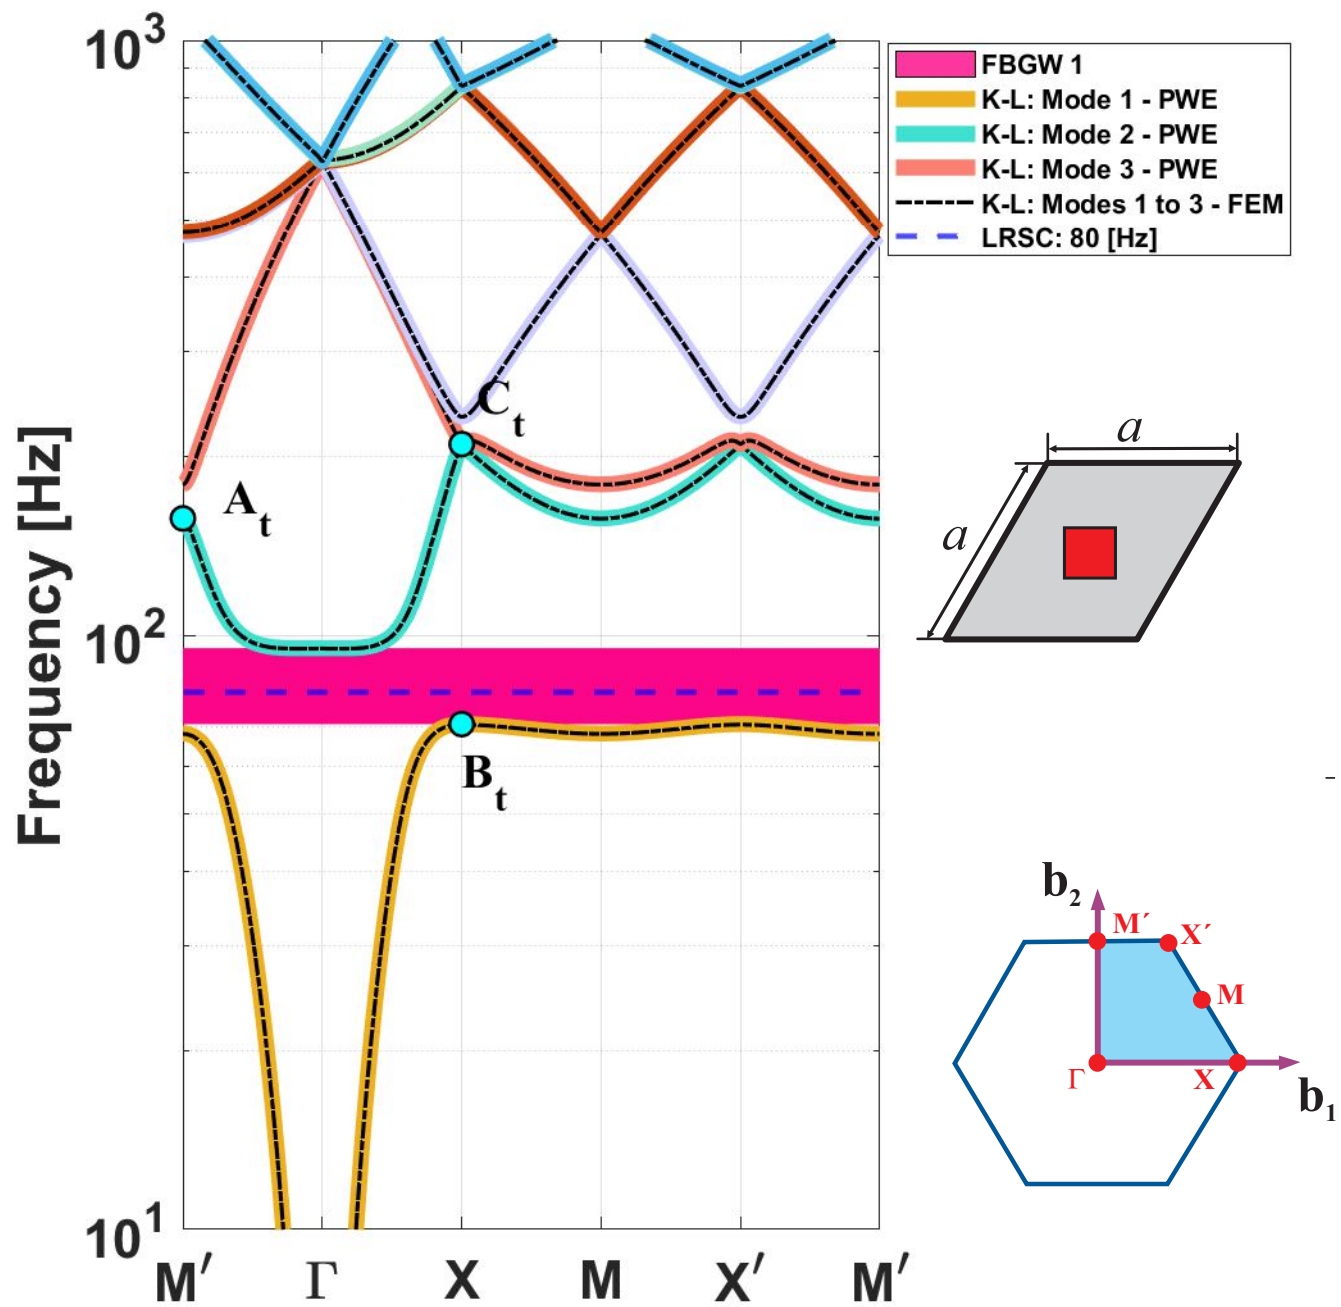 10³
FBGW 1
K-L: Mode 1 - PWE
K-L: Mode 2 - PWE
K-L: Mode 3 - PWE
K-L: Modes 1 to 3 - FEM
LRSC: 80 [Hz]
Frequency [Hz]
C_t
A_t
a
a
10²
B_t
b₂
M´
X´
M
Γ
X
b₁
10¹
M′ Γ X M X′ M′